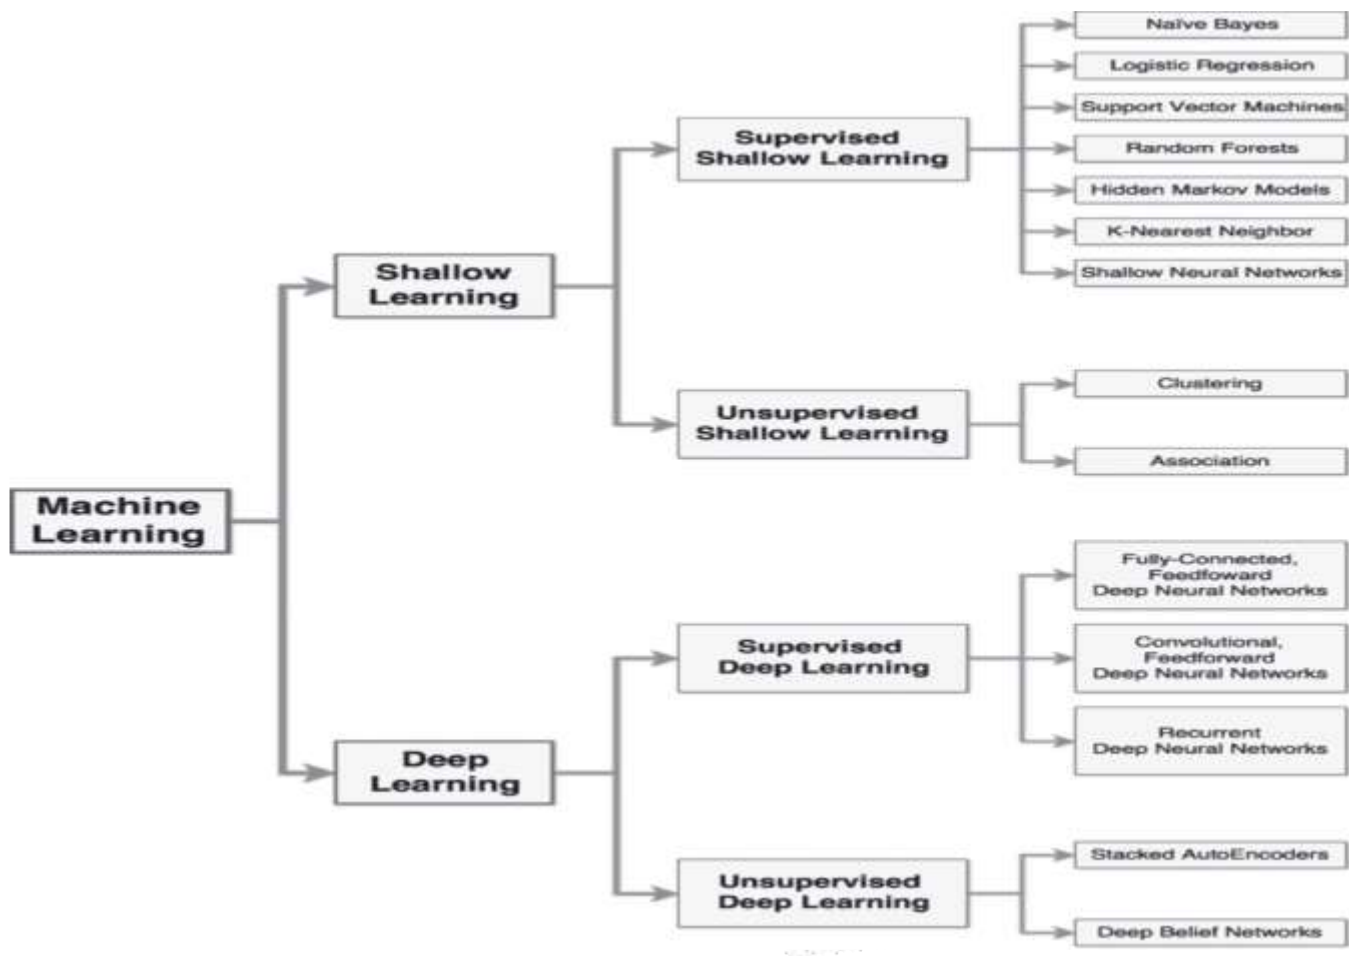 Naïve Bayes
Logistic Regression
Support Vector Machines
Supervised
Shallow Learning
Random Forests
Hidden Markov Models
K-Nearest Neighbor
Shallow Neural Networks
Shallow
Learning
Clustering
Unsupervised
Shallow Learning
Association
Machine
Learning
Fully-Connected,
Feedfoward
Deep Neural Networks
Supervised
Deep Learning
Convolutional,
Feedforward
Deep Neural Networks
Recurrent
Deep Neural Networks
Deep
Learning
Stacked AutoEncoders
Unsupervised
Deep Learning
Deep Belief Networks